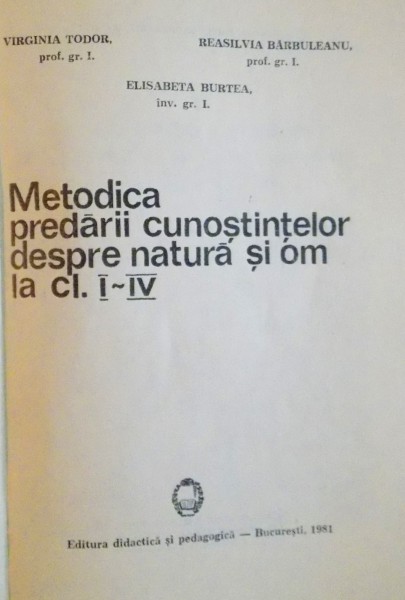 VIRGINIA TODOR,
prof. gr. I.
REASILVIA BĂRBULEANU,
prof. gr. I.
ELISABETA BURTEA,
inv. gr. I.
Metodica
predării cunoștințelor
despre natură și om
la cl. I~IV
Editura didactică și pedagogică — București, 1981